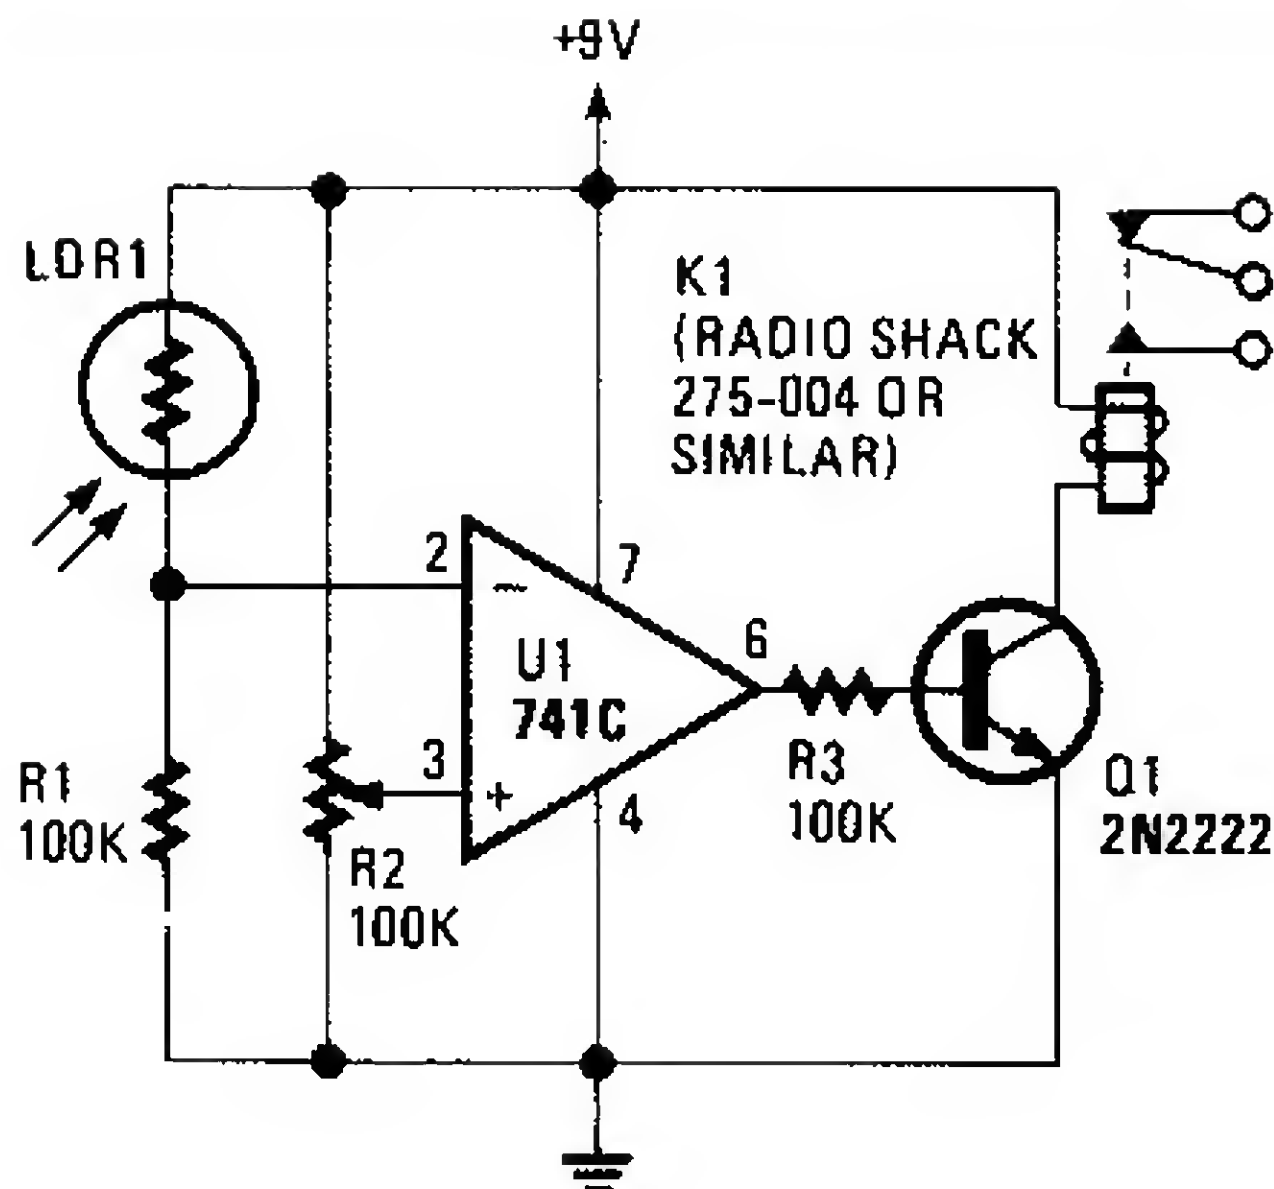 +9V
LDR1
K1
(RADIO SHACK
275-004 OR
SIMILAR)
2
7
6
U1
741C
3
4
R1
100K
R2
100K
R3
100K
Q1
2N2222